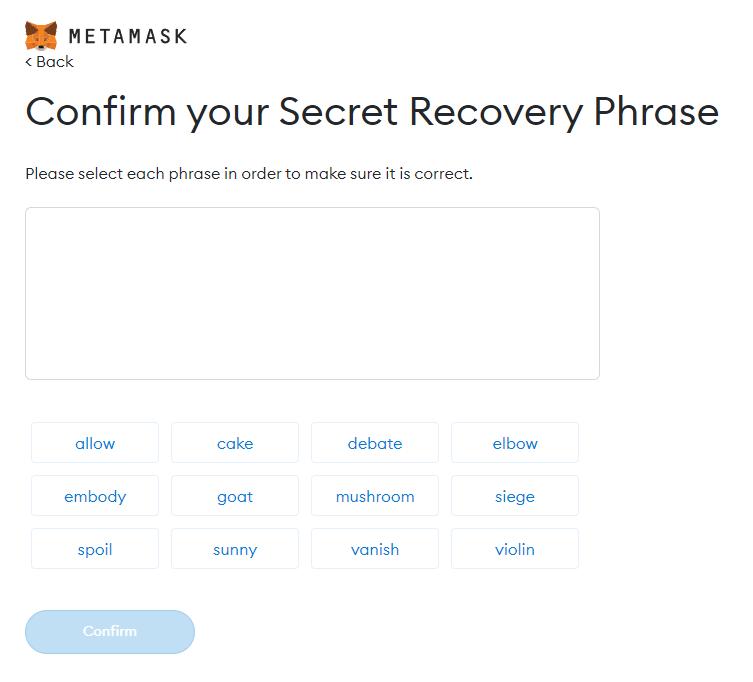 METAMASK
< Back
Confirm your Secret Recovery Phrase
Please select each phrase in order to make sure it is correct.
allow cake debate elbow
embody goat mushroom siege
spoil sunny vanish violin
Confirm